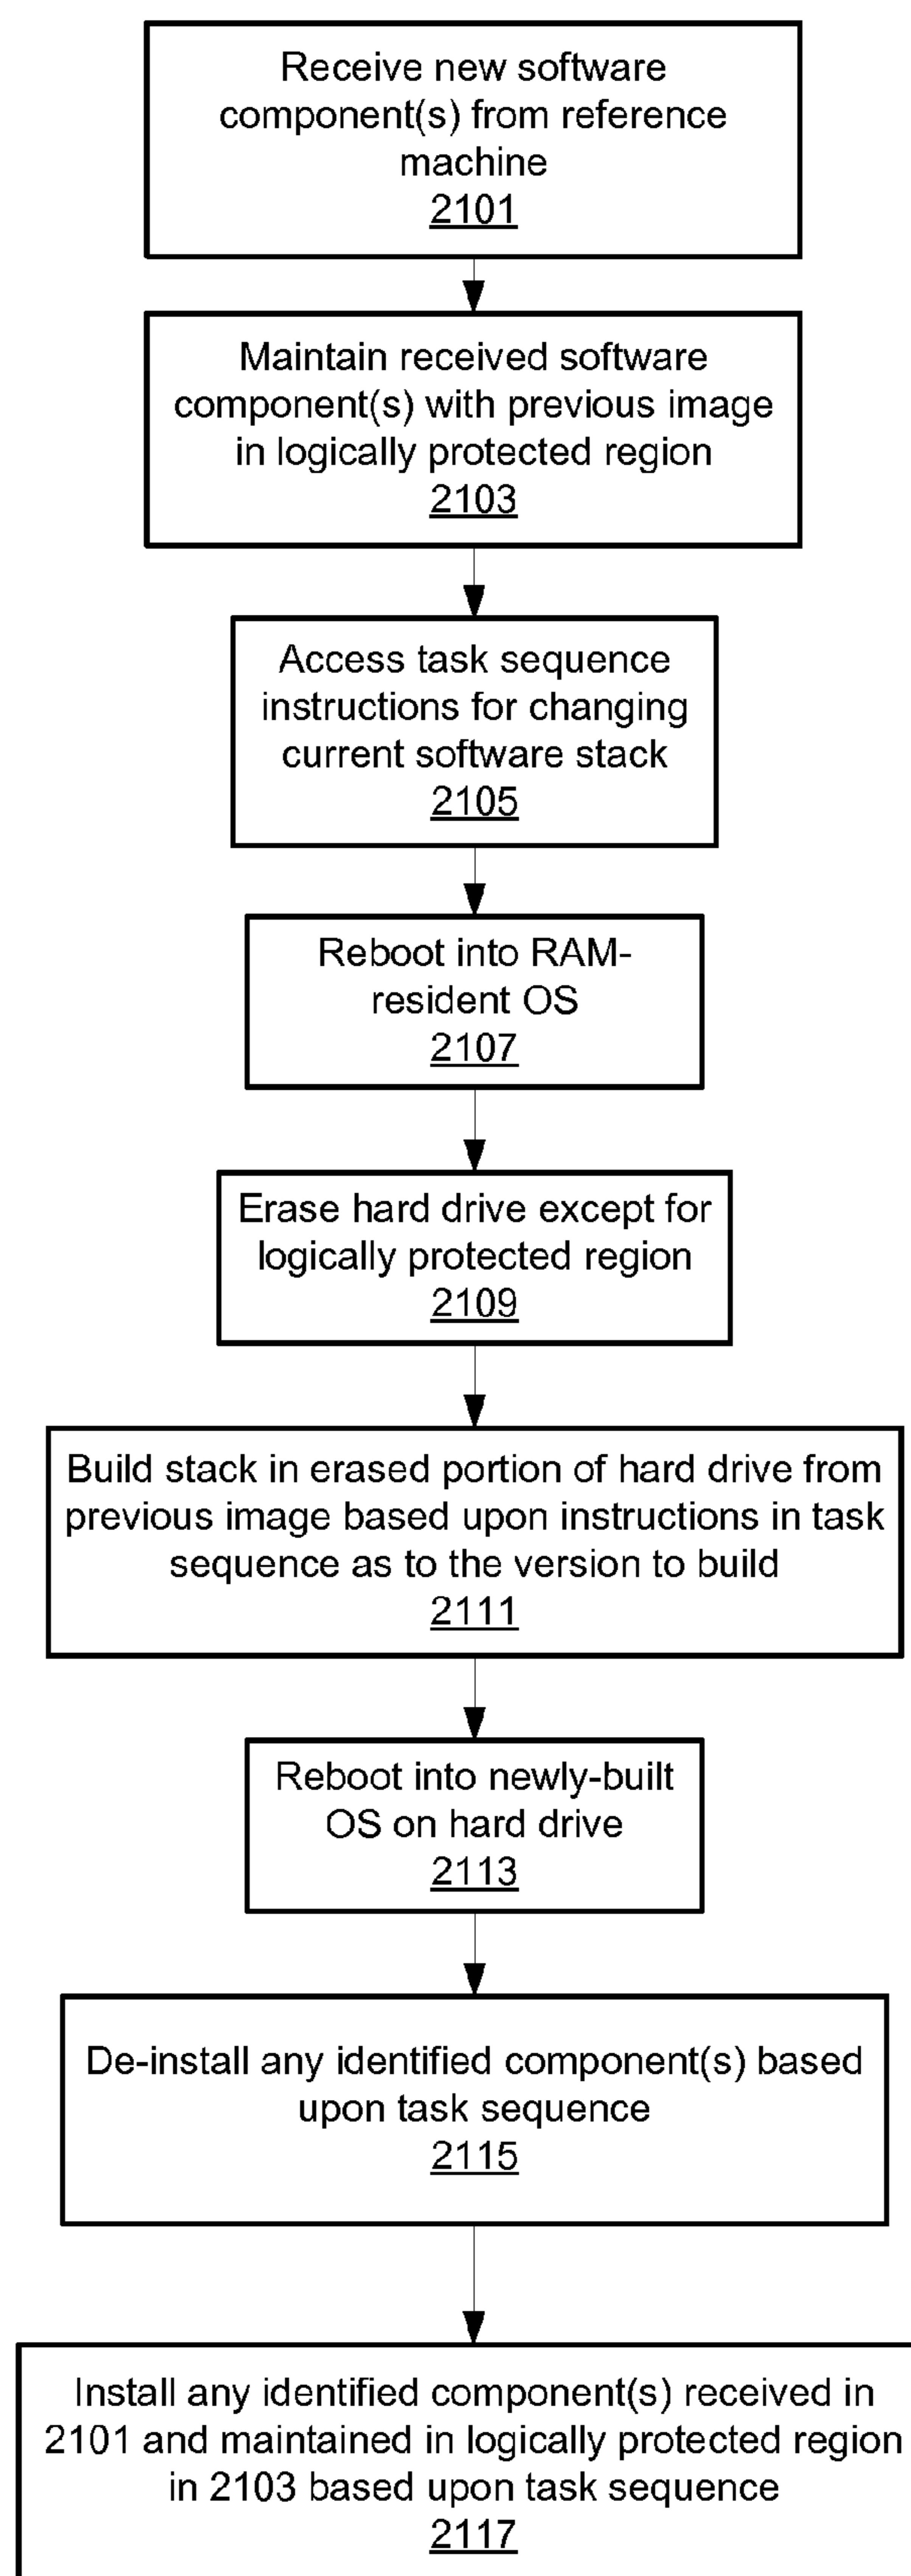 Receive new software
component(s) from reference
machine
2101
Maintain received software
component(s) with previous image
in logically protected region
2103
Access task sequence
instructions for changing
current software stack
2105
Reboot into RAM-
resident OS
2107
Erase hard drive except for
logically protected region
2109
Build stack in erased portion of hard drive from
previous image based upon instructions in task
sequence as to the version to build
2111
Reboot into newly-built
OS on hard drive
2113
De-install any identified component(s) based
upon task sequence
2115
Install any identified component(s) received in
2101 and maintained in logically protected region
in 2103 based upon task sequence
2117